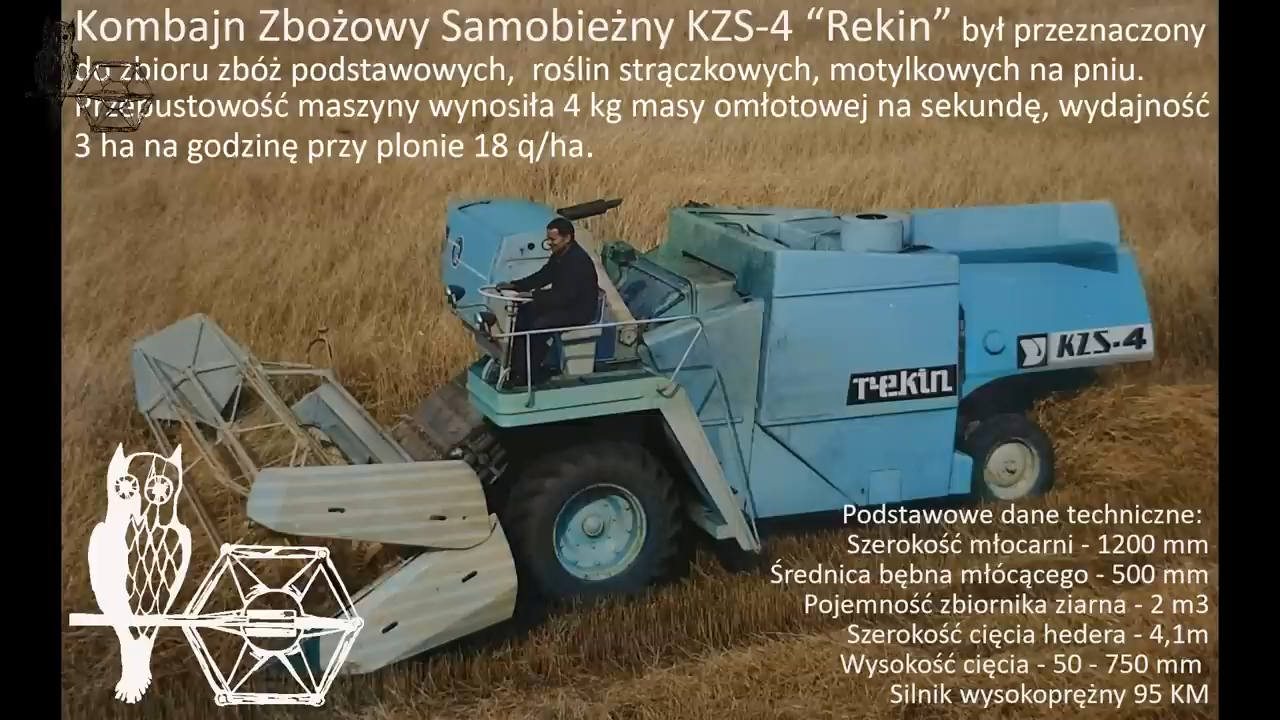 Kombajn Zbożowy Samobieżny KZS-4 “Rekin” był przeznaczony
do zbioru zbóż podstawowych, roślin strączkowych, motylkowych na pniu.
Przepustowość maszyny wynosiła 4 kg masy omłotowej na sekundę, wydajność
3 ha na godzinę przy plonie 18 q/ha.
KZS-4
rekin
Podstawowe dane techniczne:
Szerokość młocarni - 1200 mm
Średnica bębna młócącego - 500 mm
Pojemność zbiornika ziarna - 2 m3
Szerokość cięcia hedera - 4,1m
Wysokość cięcia - 50 - 750 mm
Silnik wysokoprężny 95 KM